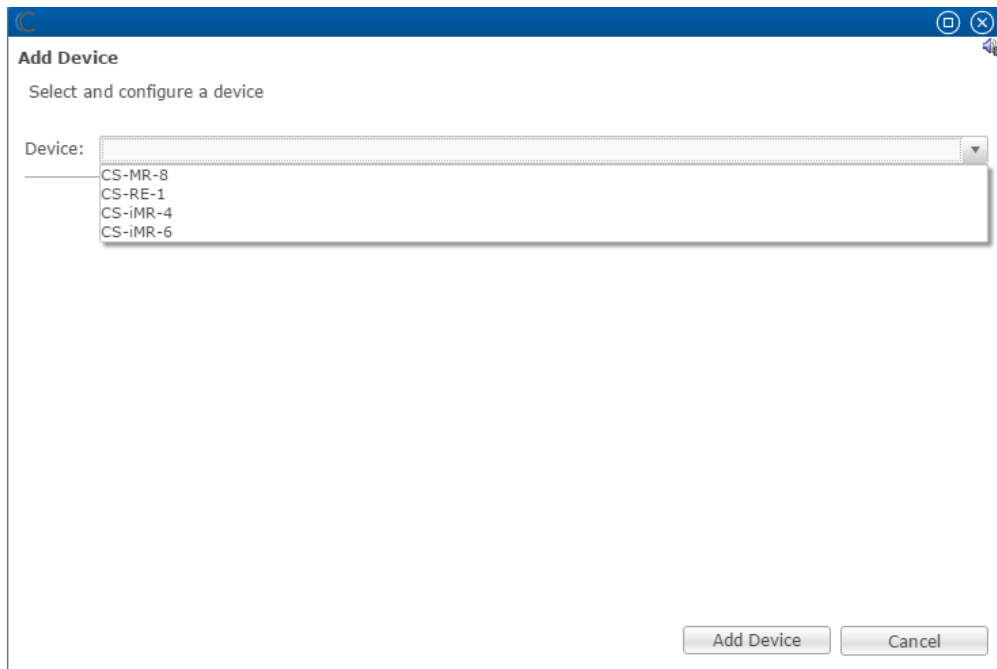 Add Device
Select and configure a device
Device:
CS-MR-8
CS-RE-1
CS-iMR-4
CS-iMR-6
Add Device Cancel